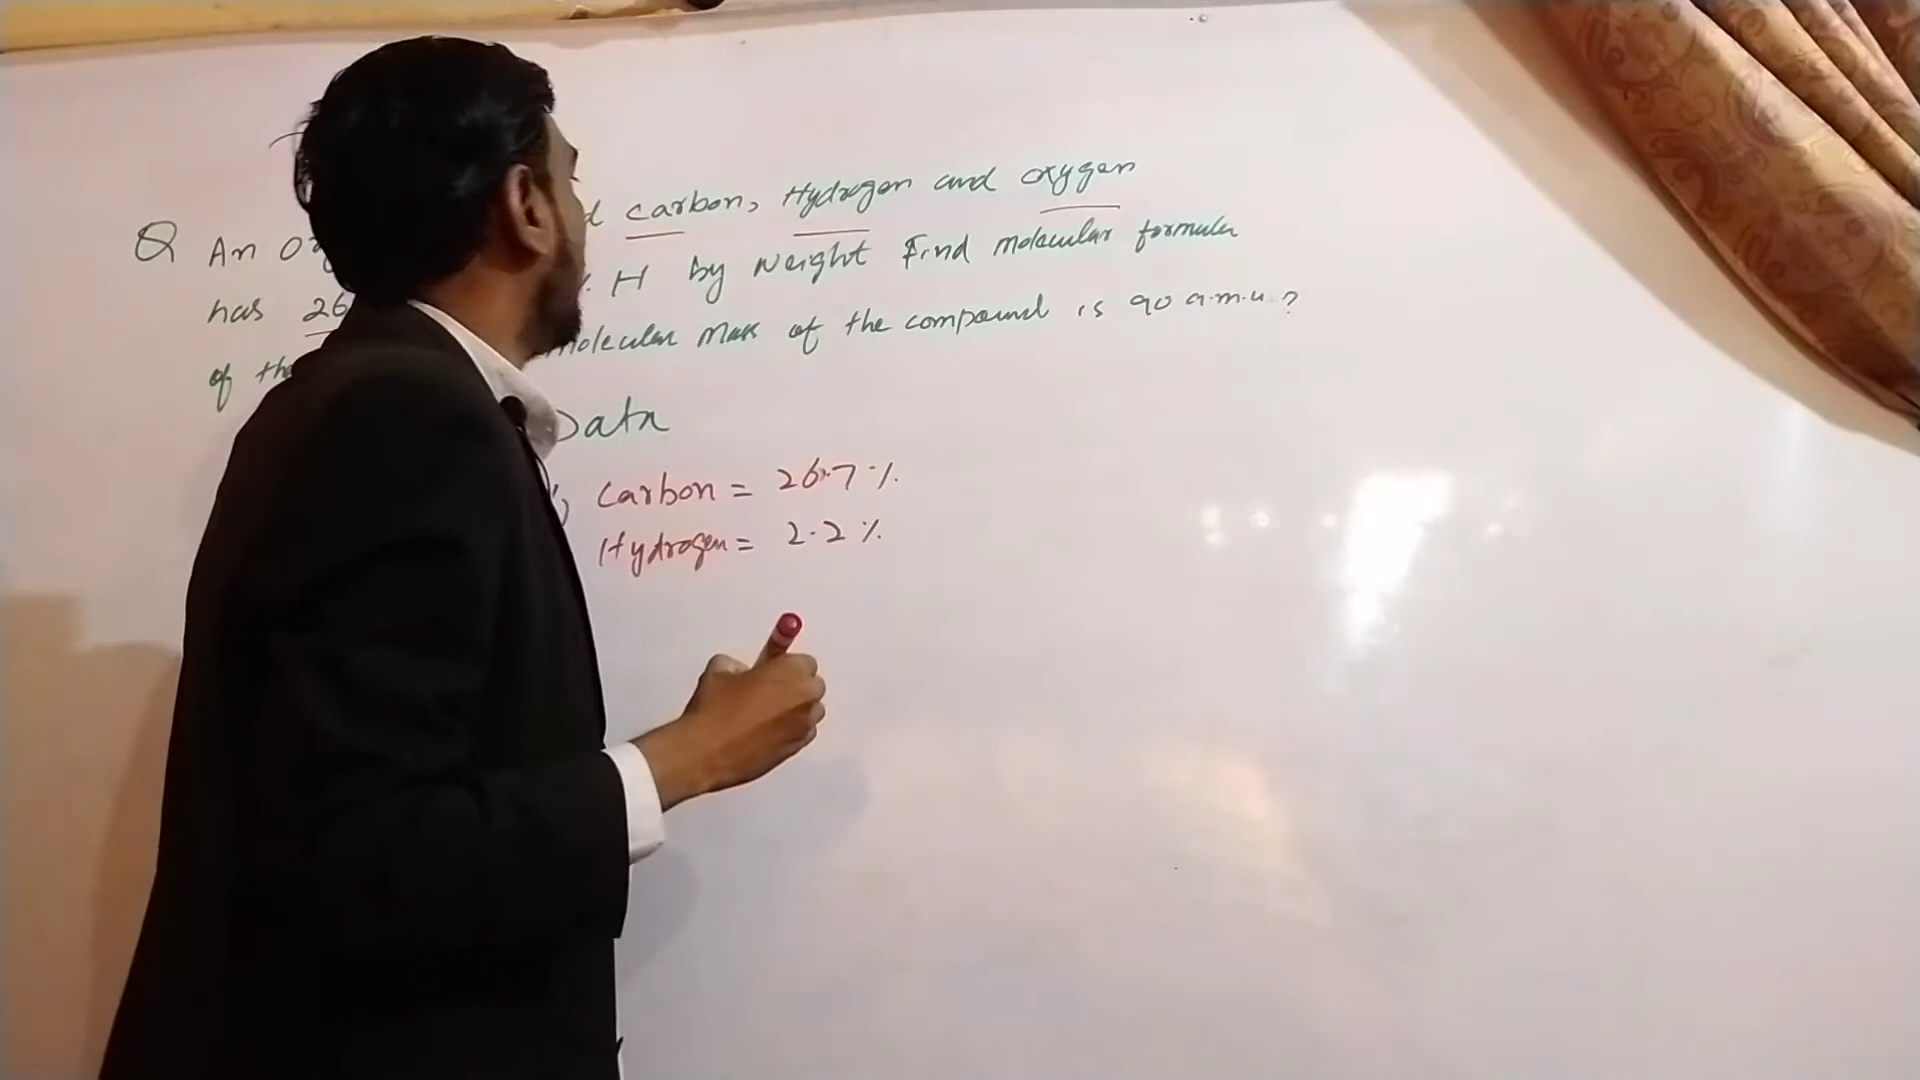 Q An carbon, Hydrogen and oxygen
has 26 % H by weight Find molecular formula
of the molecular Mass of the compound is 90 a.m.u.?
Data
Carbon = 26.7 %
Hydrogen = 2.2 %